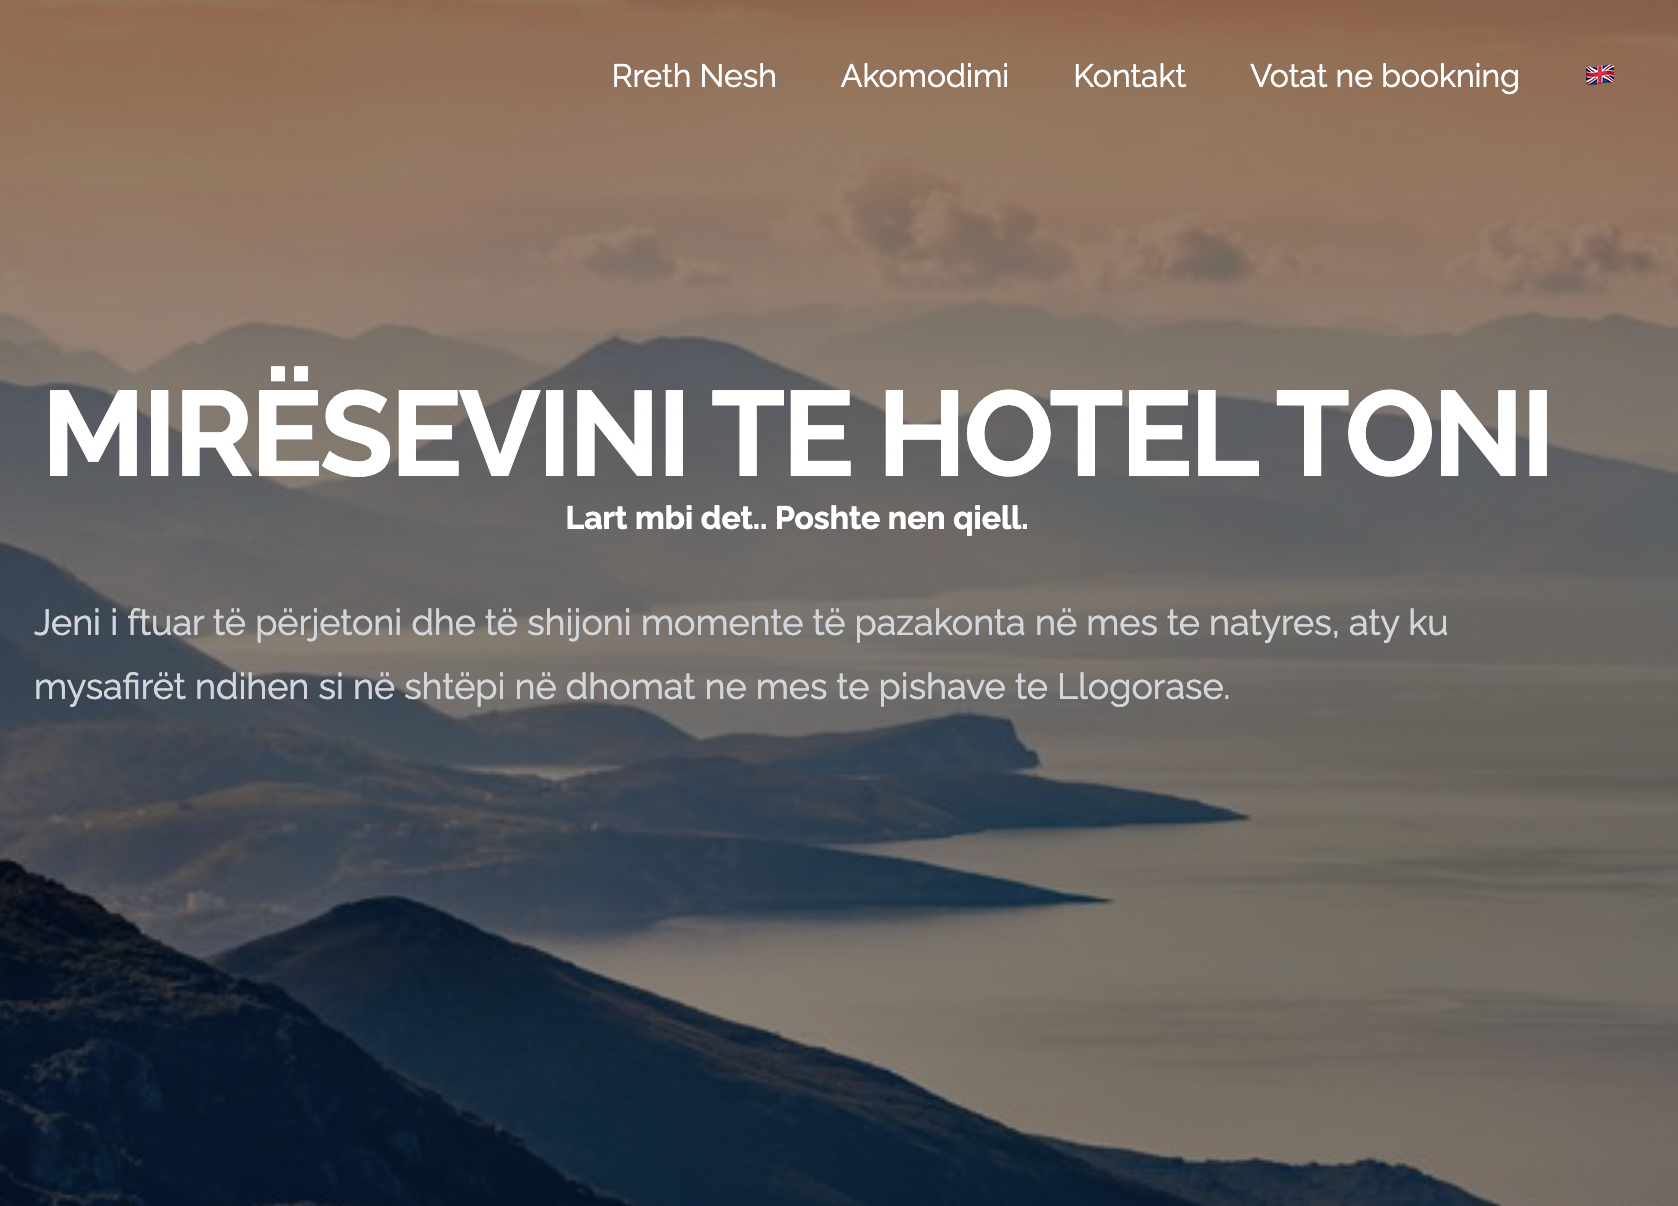 Rreth Nesh Akomodimi Kontakt Votat ne bookning
MIRËSEVINI TE HOTEL TONI
Lart mbi det.. Poshte nen qiell.
Jeni i ftuar të përjetoni dhe të shijoni momente të pazakonta në mes te natyres, aty ku
mysafirët ndihen si në shtëpi në dhomat ne mes te pishave te Llogorase.